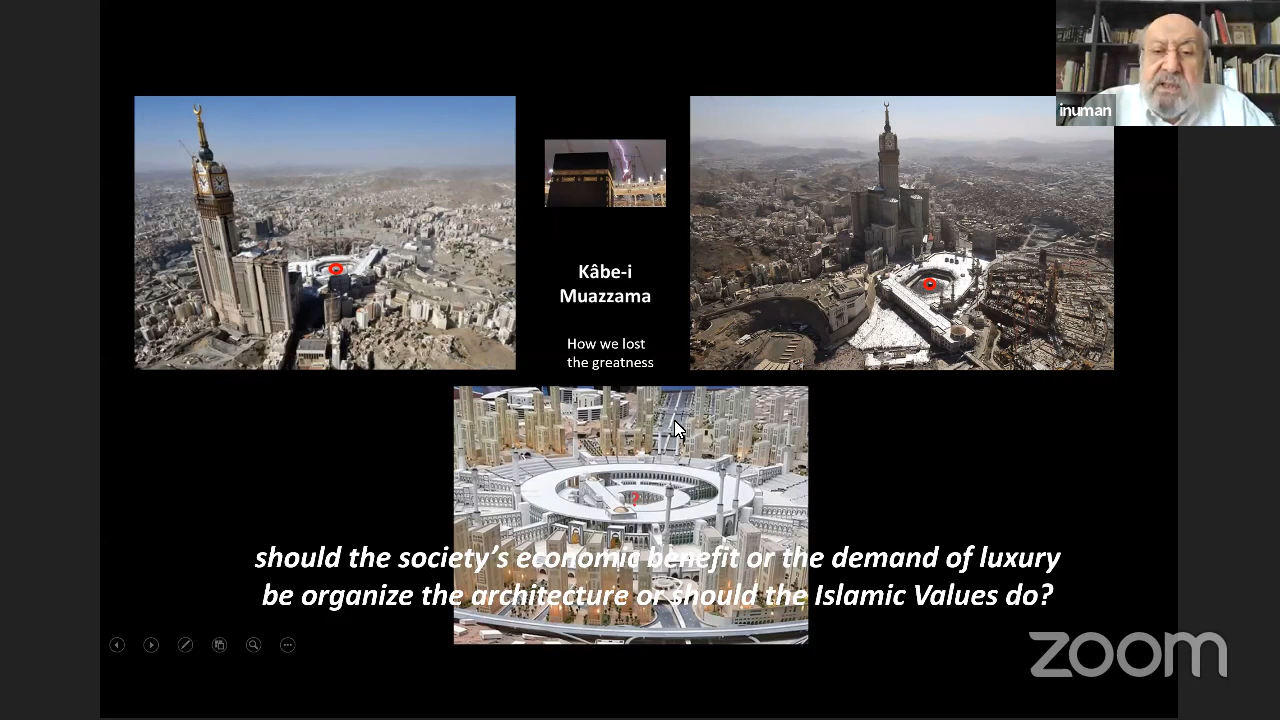 inuman
Kâbe-i
Muazzama
How we lost
the greatness
?
should the society's economic benefit or the demand of luxury
be organize the architecture or should the Islamic Values do?
zoom